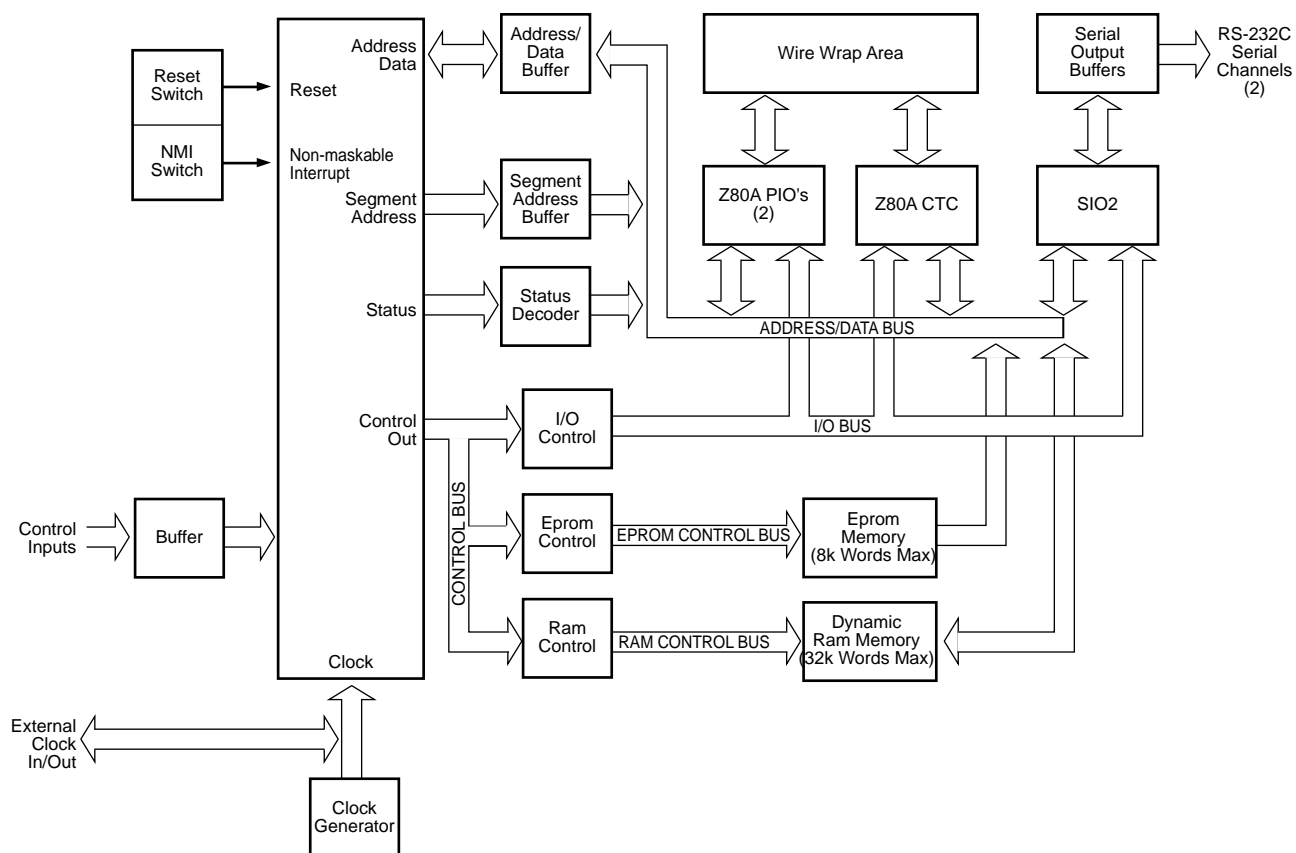 Address
Data
Address/
Data
Buffer
Wire Wrap Area
Serial
Output
Buffers
RS-232C
Serial
Channels
(2)
Reset
Switch
Reset
NMI
Switch
Non-maskable
Interrupt
Segment
Address
Segment
Address
Buffer
Z80A PIO's
(2)
Z80A CTC
SIO2
Status
Status
Decoder
ADDRESS/DATA BUS
Control
Out
I/O
Control
I/O BUS
CONTROL BUS
Control
Inputs
Buffer
Eprom
Control
EPROM CONTROL BUS
Eprom
Memory
(8k Words Max)
Ram
Control
RAM CONTROL BUS
Dynamic
Ram Memory
(32k Words Max)
Clock
External
Clock
In/Out
Clock
Generator